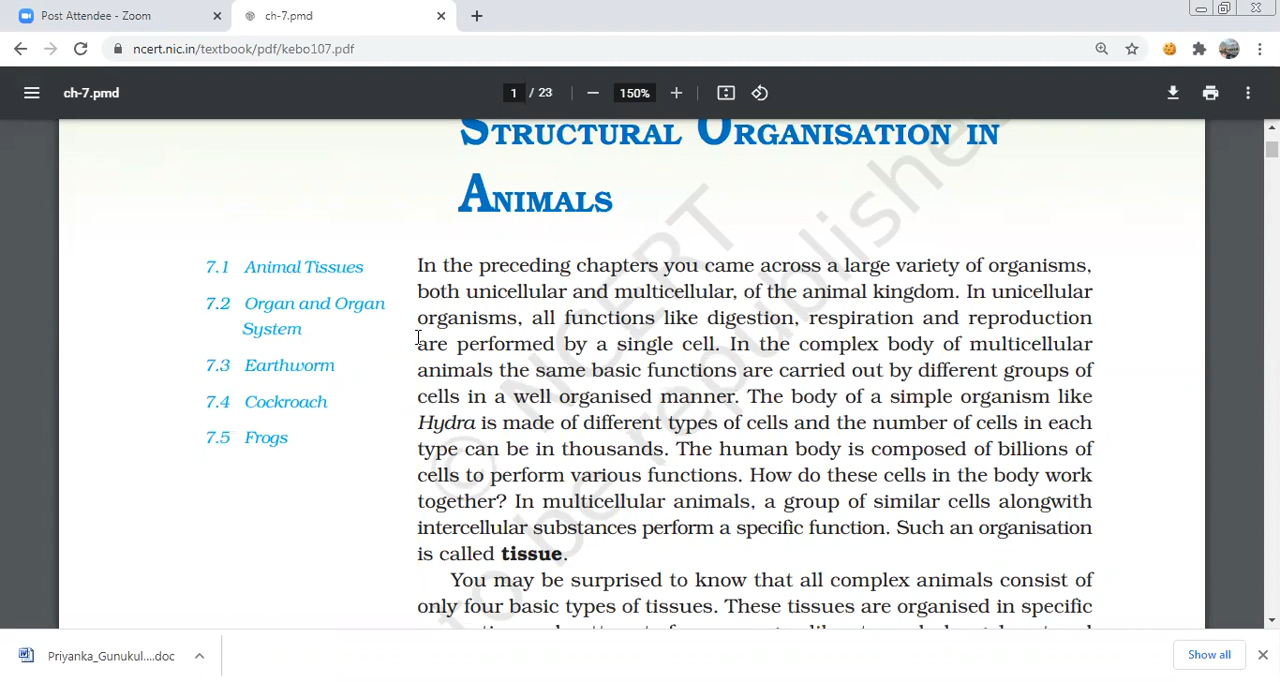 Post Attendee - Zoom
ch-7.pmd
ncert.nic.in/textbook/pdf/kebo107.pdf
ch-7.pmd
1 / 23
150%
STRUCTURAL ORGANISATION IN
ANIMALS
7.1 Animal Tissues
7.2 Organ and Organ
System
7.3 Earthworm
7.4 Cockroach
7.5 Frogs
In the preceding chapters you came across a large variety of organisms,
both unicellular and multicellular, of the animal kingdom. In unicellular
organisms, all functions like digestion, respiration and reproduction
are performed by a single cell. In the complex body of multicellular
animals the same basic functions are carried out by different groups of
cells in a well organised manner. The body of a simple organism like
Hydra is made of different types of cells and the number of cells in each
type can be in thousands. The human body is composed of billions of
cells to perform various functions. How do these cells in the body work
together? In multicellular animals, a group of similar cells alongwith
intercellular substances perform a specific function. Such an organisation
is called tissue.
You may be surprised to know that all complex animals consist of
only four basic types of tissues. These tissues are organised in specific
© NCERT
to be republished
Priyanka_Gunukul....doc
Show all